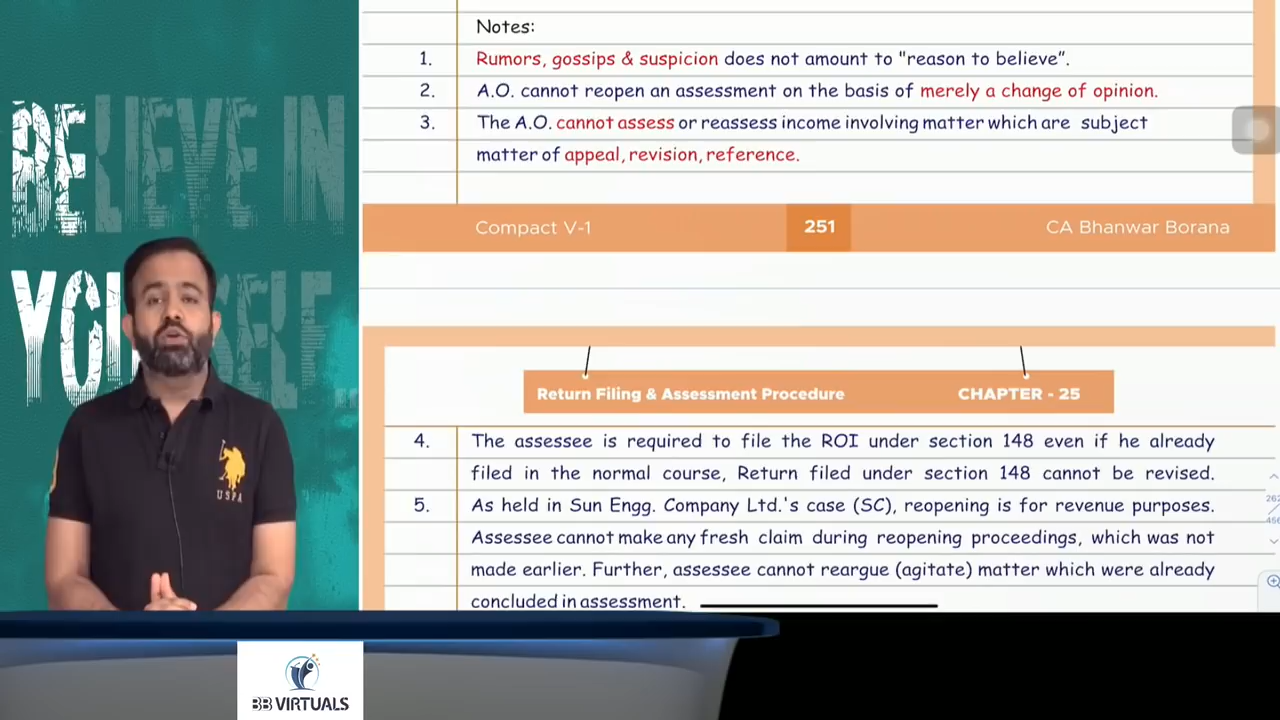 BELIEVE IN
YOURSELF...
USPA
BB VIRTUALS
Notes:
1. Rumors, gossips & suspicion does not amount to "reason to believe”.
2. A.O. cannot reopen an assessment on the basis of merely a change of opinion.
3. The A.O. cannot assess or reassess income involving matter which are subject
matter of appeal, revision, reference.
Compact V-1 251 CA Bhanwar Borana
Return Filing & Assessment Procedure CHAPTER - 25
4. The assessee is required to file the ROI under section 148 even if he already
filed in the normal course, Return filed under section 148 cannot be revised.
5. As held in Sun Engg. Company Ltd.'s case (SC), reopening is for revenue purposes.
Assessee cannot make any fresh claim during reopening proceedings, which was not
made earlier. Further, assessee cannot reargue (agitate) matter which were already
concluded in assessment.
262
456